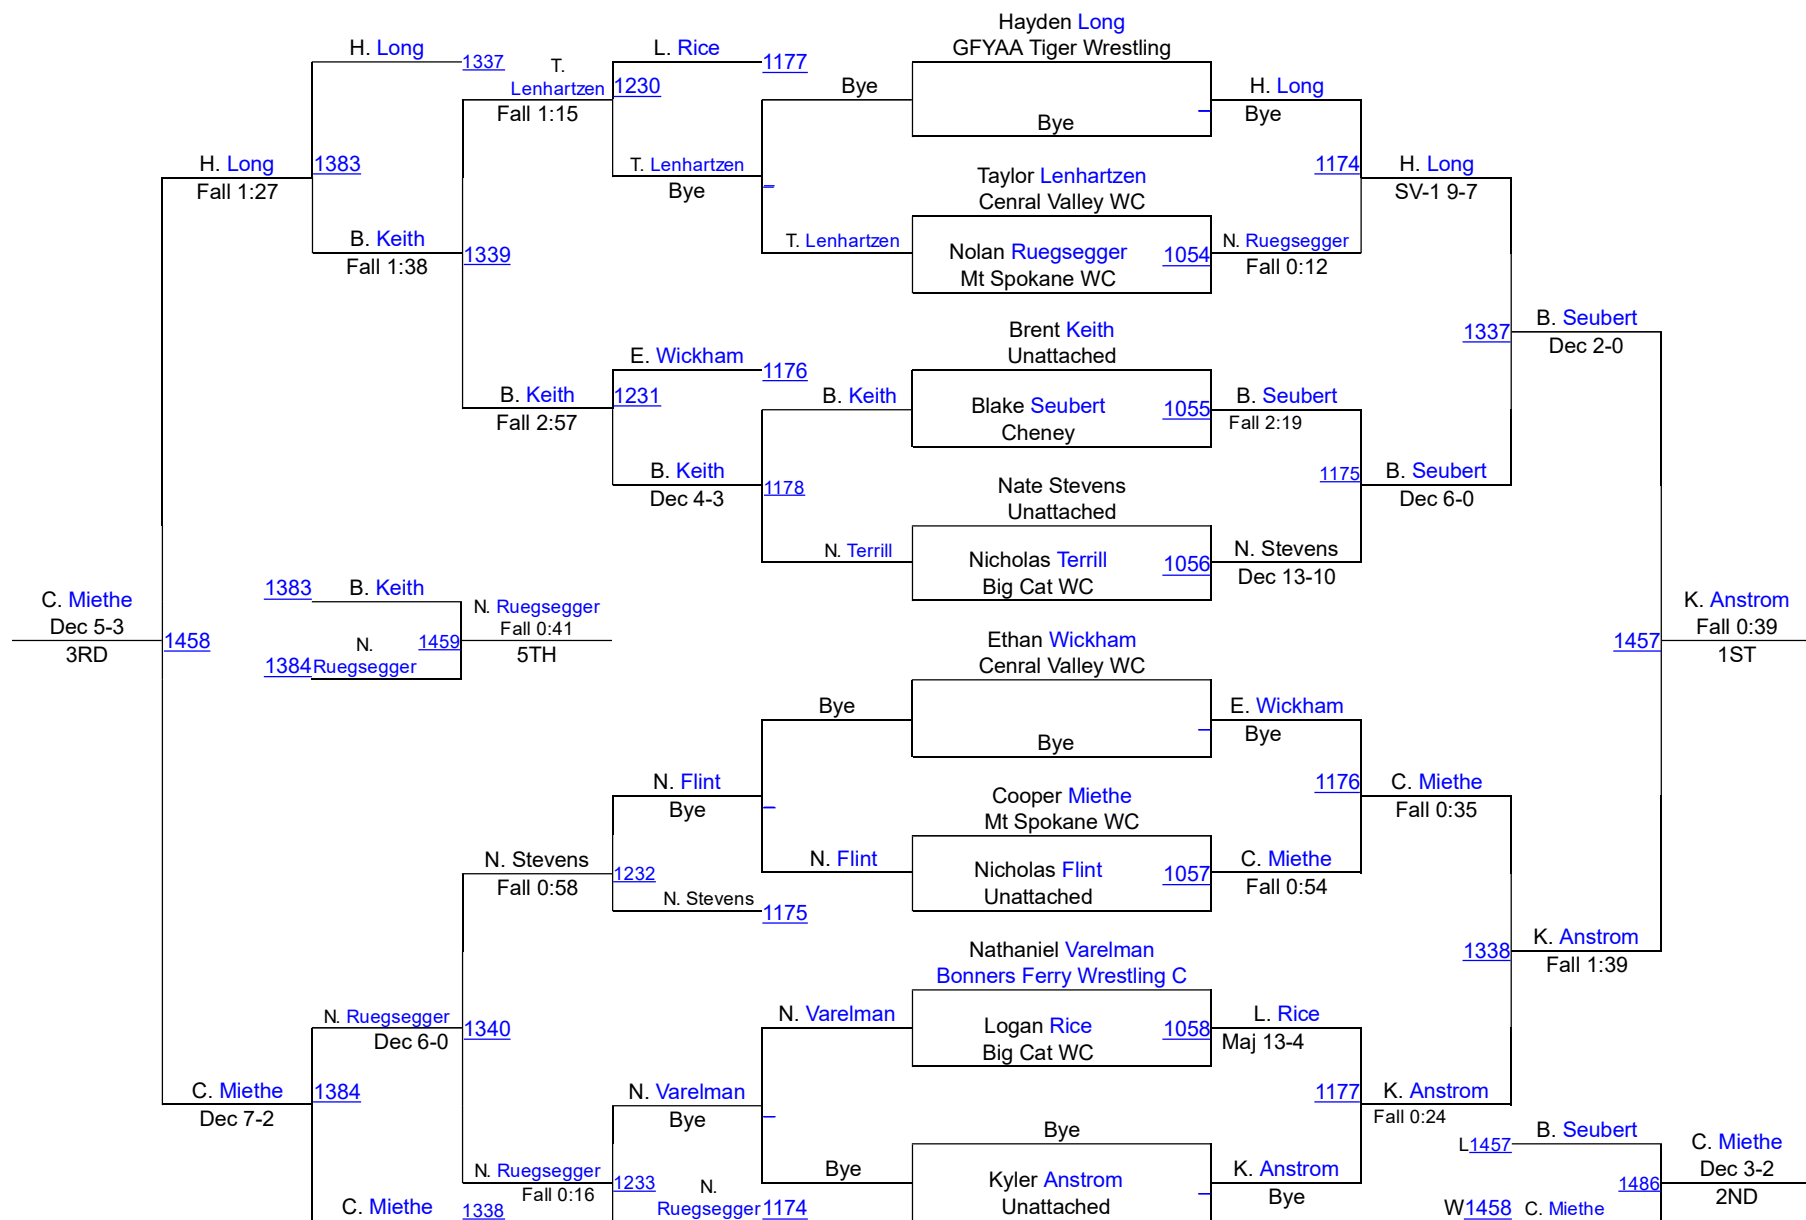 Hayden Long
GFYAA Tiger Wrestling
H. Long
1337
T.
Lenhartzen
L. Rice
1177
1230
Fall 1:15
Bye
Bye
H. Long
Bye
H. Long
Fall 1:27
1383
T. Lenhartzen
Bye
Taylor Lenhartzen
Cenral Valley WC
1174
H. Long
SV-1 9-7
B. Keith
Fall 1:38
1339
T. Lenhartzen
Nolan Ruegsegger
Mt Spokane WC
1054
N. Ruegsegger
Fall 0:12
Brent Keith
Unattached
1337
B. Seubert
Dec 2-0
E. Wickham
1176
B. Keith
Fall 2:57
1231
B. Keith
Blake Seubert
Cheney
1055
B. Seubert
Fall 2:19
B. Keith
Dec 4-3
1178
Nate Stevens
Unattached
1175
B. Seubert
Dec 6-0
N. Terrill
Nicholas Terrill
Big Cat WC
1056
N. Stevens
Dec 13-10
C. Miethe
Dec 5-3
3RD
1458
1383
B. Keith
N.
1384
Ruegsegger
1459
N. Ruegsegger
Fall 0:41
5TH
Ethan Wickham
Cenral Valley WC
1457
K. Anstrom
Fall 0:39
1ST
Bye
Bye
E. Wickham
Bye
N. Flint
Bye
Cooper Miethe
Mt Spokane WC
1176
C. Miethe
Fall 0:35
N. Stevens
Fall 0:58
1232
N. Flint
Nicholas Flint
Unattached
1057
C. Miethe
Fall 0:54
N. Stevens
1175
Nathaniel Varelman
Bonners Ferry Wrestling C
1338
K. Anstrom
Fall 1:39
N. Ruegsegger
Dec 6-0
1340
N. Varelman
Logan Rice
Big Cat WC
1058
L. Rice
Maj 13-4
C. Miethe
Dec 7-2
1384
N. Varelman
Bye
1177
K. Anstrom
Fall 0:24
Bye
L1457
B. Seubert
C. Miethe
Dec 3-2
2ND
N. Ruegsegger
Fall 0:16
1233
Bye
Kyler Anstrom
Unattached
K. Anstrom
Bye
1486
C. Miethe
1338
N.
Ruegsegger
1174
W1458
C. Miethe